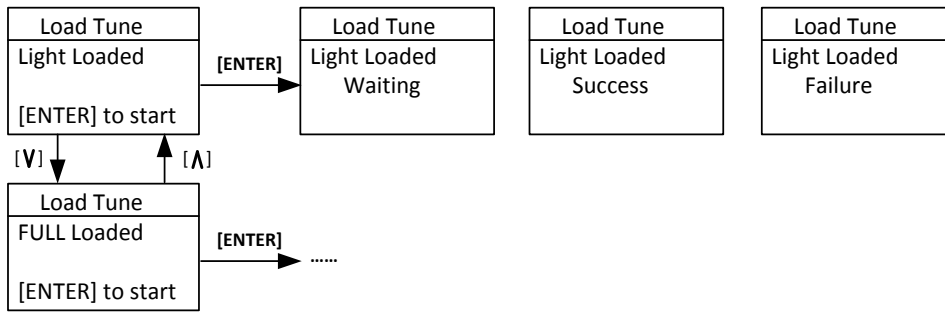 Load Tune
Light Loaded
[ENTER] to start
[ENTER]
Load Tune
Light Loaded
Waiting
Load Tune
Light Loaded
Success
Load Tune
Light Loaded
Failure
[∨]
[∧]
Load Tune
FULL Loaded
[ENTER] to start
[ENTER]
......